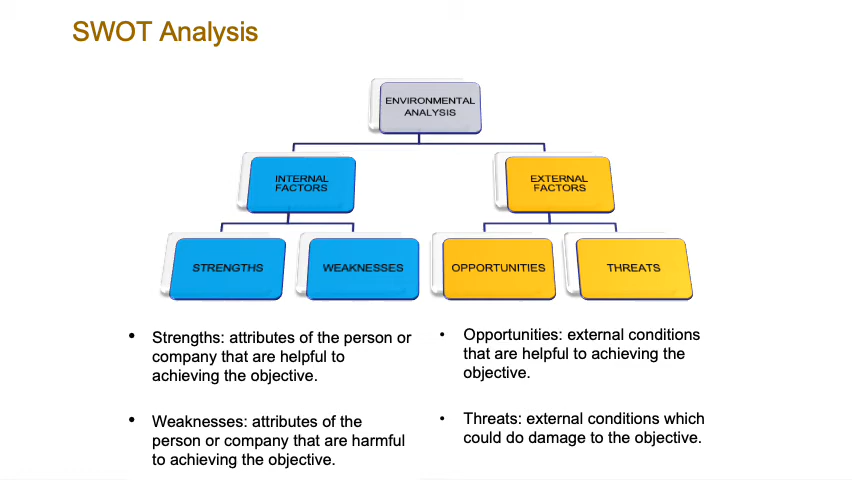 SWOT Analysis
ENVIRONMENTAL
ANALYSIS
INTERNAL
FACTORS
EXTERNAL
FACTORS
STRENGTHS
WEAKNESSES
OPPORTUNITIES
THREATS
• Strengths: attributes of the person or
company that are helpful to
achieving the objective.
• Weaknesses: attributes of the
person or company that are harmful
to achieving the objective.
• Opportunities: external conditions
that are helpful to achieving the
objective.
• Threats: external conditions which
could do damage to the objective.